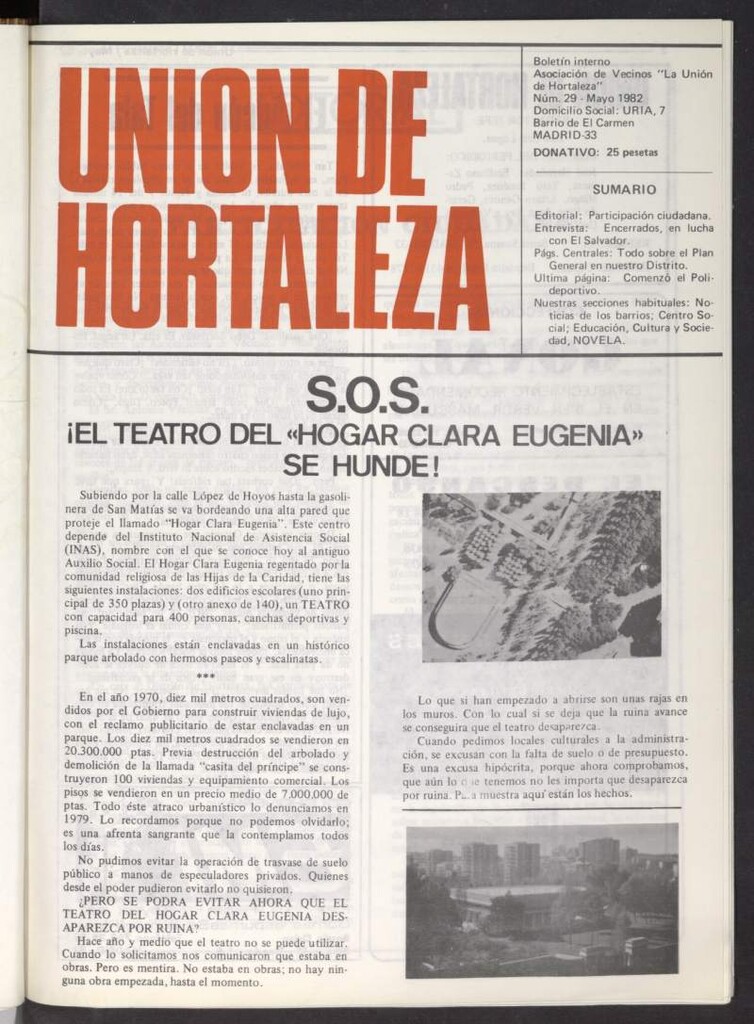 UNION DE
HORTALEZA
Boletín interno
Asociación de Vecinos "La Unión
de Hortaleza"
Núm. 29 - Mayo 1982
Domicilio Social: URIA, 7
Barrio de El Carmen
MADRID-33
DONATIVO: 25 pesetas
SUMARIO
Editorial: Participación ciudadana.
Entrevista: Encerrados, en lucha
con El Salvador.
Págs. Centrales: Todo sobre el Plan
General en nuestro Distrito.
Ultima página: Comenzó el Poli-
deportivo.
Nuestras secciones habituales: No-
ticias de los barrios; Centro So-
cial; Educación, Cultura y Socie-
dad, NOVELA.
S.O.S.
¡EL TEATRO DEL «HOGAR CLARA EUGENIA»
SE HUNDE!
Subiendo por la calle López de Hoyos hasta la gasoli-
nera de San Matías se va bordeando una alta pared que
proteje el llamado "Hogar Clara Eugenia". Este centro
depende del Instituto Nacional de Asistencia Social
(INAS), nombre con el que se conoce hoy al antiguo
Auxilio Social. El Hogar Clara Eugenia regentado por la
comunidad religiosa de las Hijas de la Caridad, tiene las
siguientes instalaciones: dos edificios escolares (uno prin-
cipal de 350 plazas) y (otro anexo de 140), un TEATRO
con capacidad para 400 personas, canchas deportivas y
piscina.
Las instalaciones están enclavadas en un histórico
parque arbolado con hermosos paseos y escalinatas.
***
En el año 1970, diez mil metros cuadrados, son ven-
didos por el Gobierno para construir viviendas de lujo,
con el reclamo publicitario de estar enclavadas en un
parque. Los diez mil metros cuadrados se vendieron en
20.300.000 ptas. Previa destrucción del arbolado y
demolición de la llamada "casita del príncipe" se cons-
truyeron 100 viviendas y equipamiento comercial. Los
pisos se vendieron en un precio medio de 7.000.000 de
ptas. Todo éste atraco urbanístico lo denunciamos en
1979. Lo recordamos porque no podemos olvidarlo;
es una afrenta sangrante que la contemplamos todos
los días.
No pudimos evitar la operación de trasvase de suelo
público a manos de especuladores privados. Quienes
desde el poder pudieron evitarlo no quisieron.
¿PERO SE PODRA EVITAR AHORA QUE EL
TEATRO DEL HOGAR CLARA EUGENIA DES-
APAREZCA POR RUINA?
Hace año y medio que el teatro no se puede utilizar.
Cuando lo solicitamos nos comunicaron que estaba en
obras. Pero es mentira. No estaba en obras; no hay nin-
guna obra empezada, hasta el momento.
Lo que si han empezado a abrirse son unas rajas en
los muros. Con lo cual si se deja que la ruina avance
se conseguira que el teatro desaparezca.
Cuando pedimos locales culturales a la administra-
ción, se excusan con la falta de suelo o de presupuesto.
Es una excusa hipócrita, porque ahora comprobamos,
que aún lo que tenemos no les importa que desaparezca
por ruina. Para muestra aquí están los hechos.